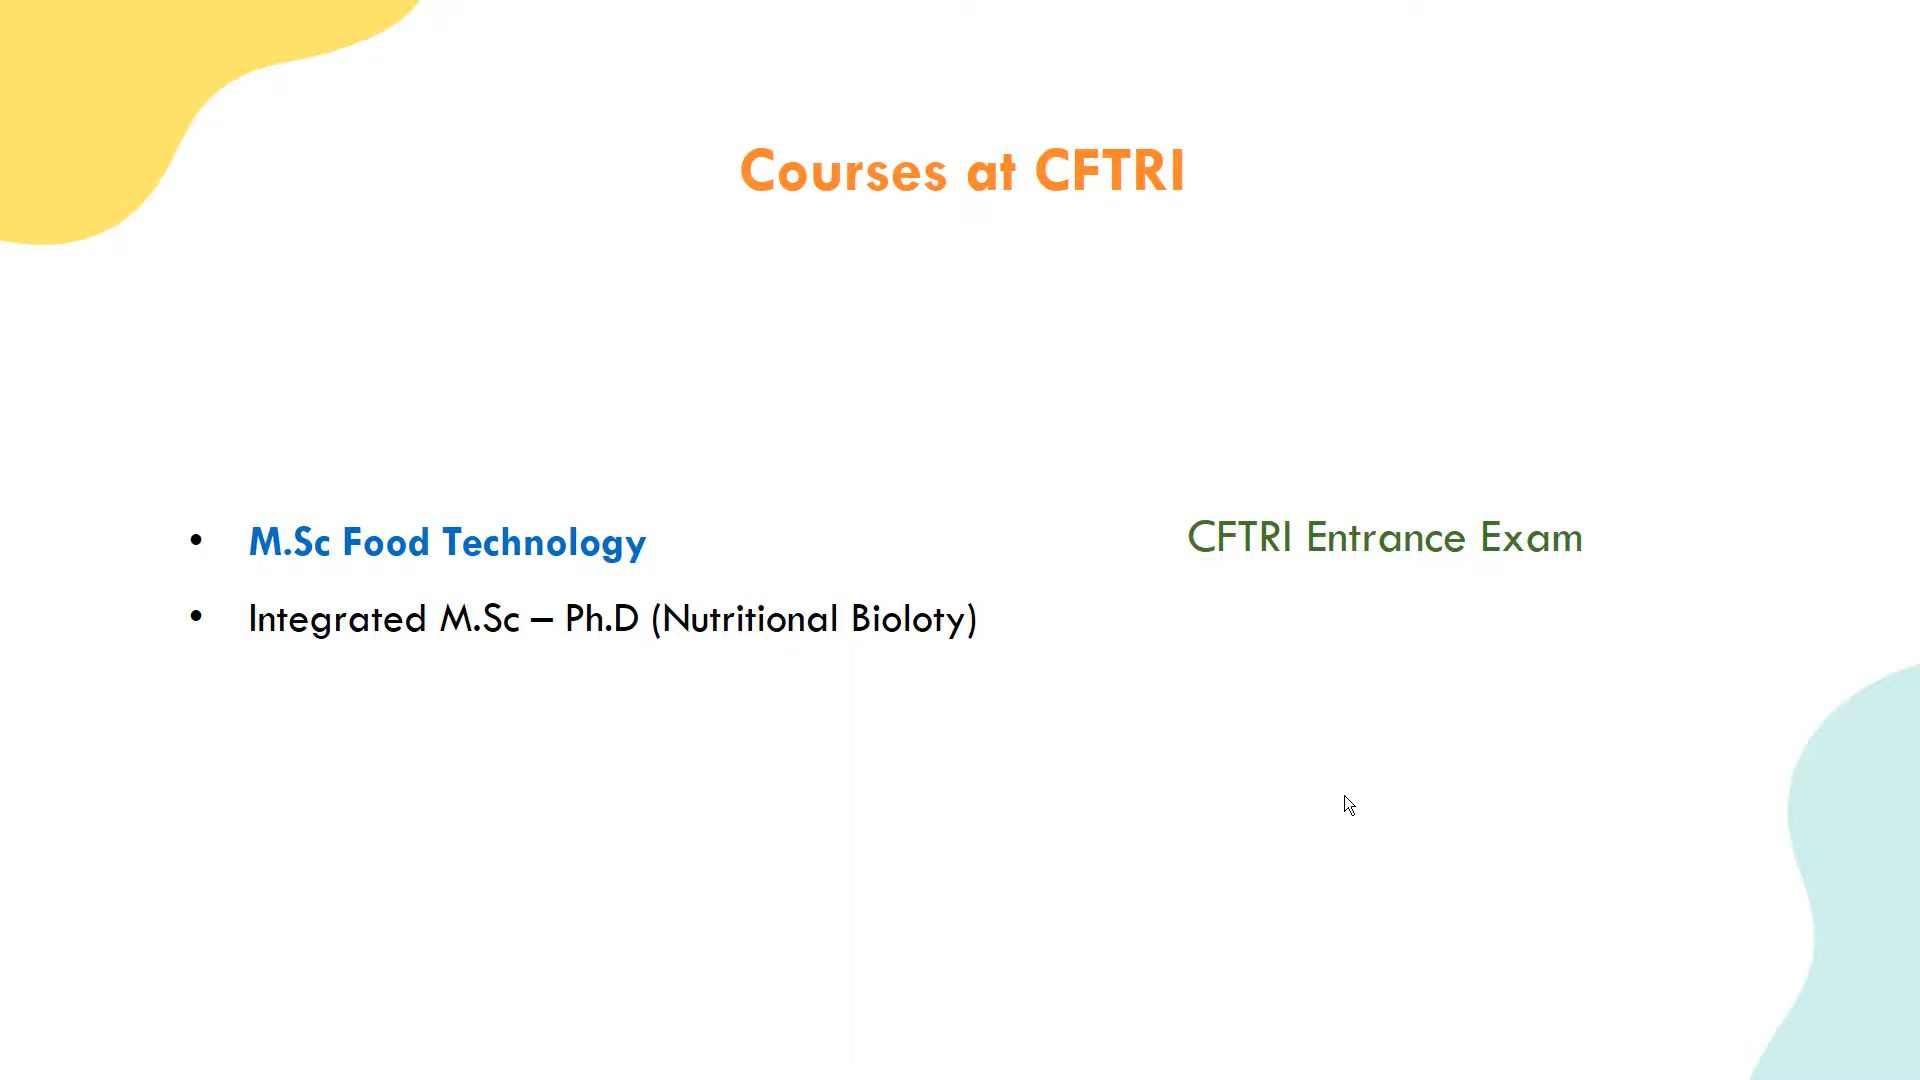 Courses at CFTRI
• M.Sc Food Technology
CFTRI Entrance Exam
• Integrated M.Sc – Ph.D (Nutritional Bioloty)